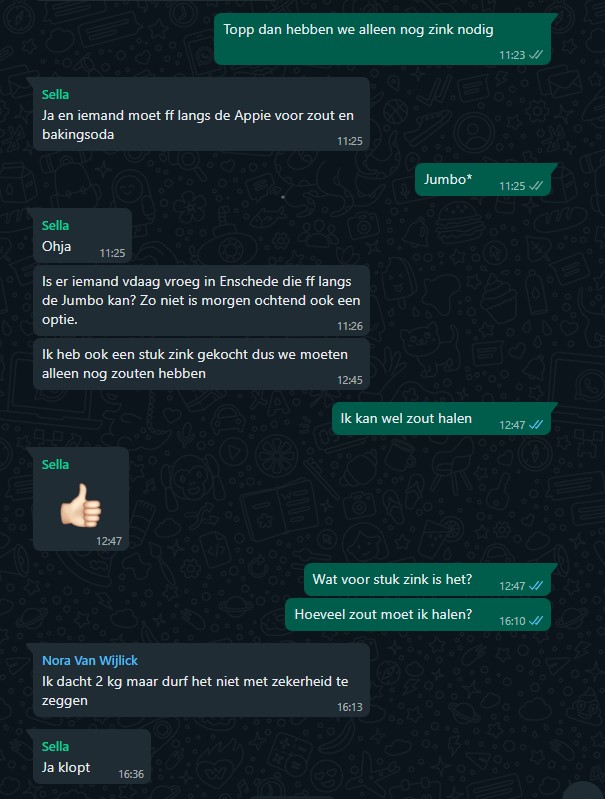 Topp dan hebben we alleen nog zink nodig
11:23
Sella
Ja en iemand moet ff langs de Appie voor zout en
bakingsoda
11:25
Jumbo*
11:25
Sella
Ohja
11:25
Is er iemand vdaag vroeg in Enschede die ff langs
de Jumbo kan? Zo niet is morgen ochtend ook een
optie.
11:26
Ik heb ook een stuk zink gekocht dus we moeten
alleen nog zouten hebben
12:45
Ik kan wel zout halen
12:47
Sella
12:47
Wat voor stuk zink is het?
12:47
Hoeveel zout moet ik halen?
16:10
Nora Van Wijlick
Ik dacht 2 kg maar durf het niet met zekerheid te
zeggen
16:13
Sella
Ja klopt
16:36